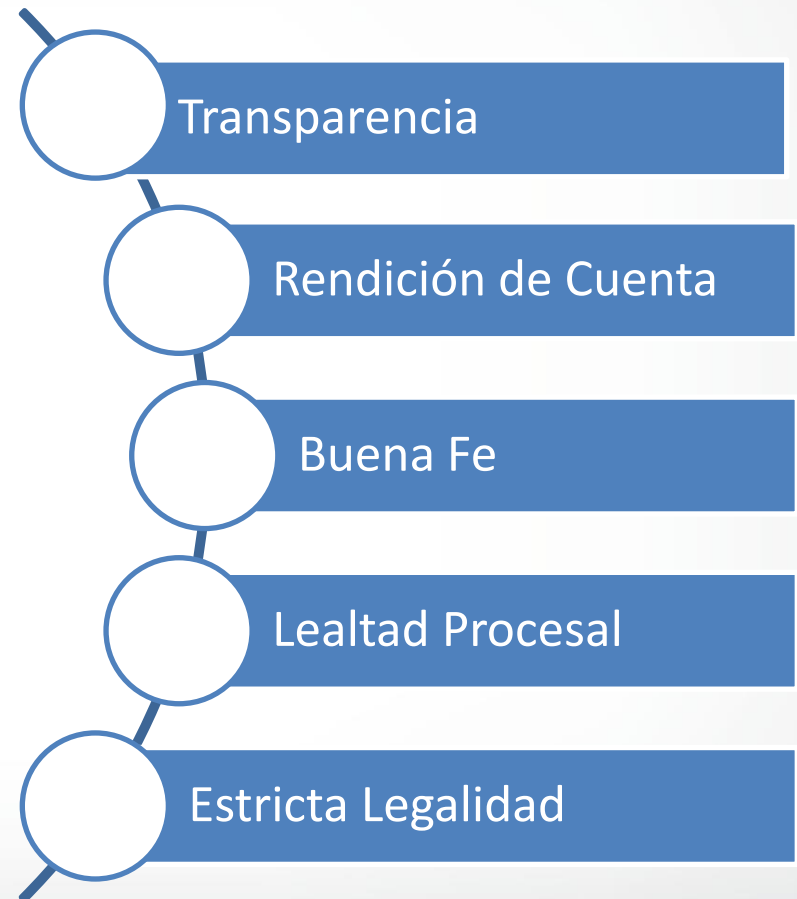 Transparencia
Rendición de Cuenta
Buena Fe
Lealtad Procesal
Estricta Legalidad